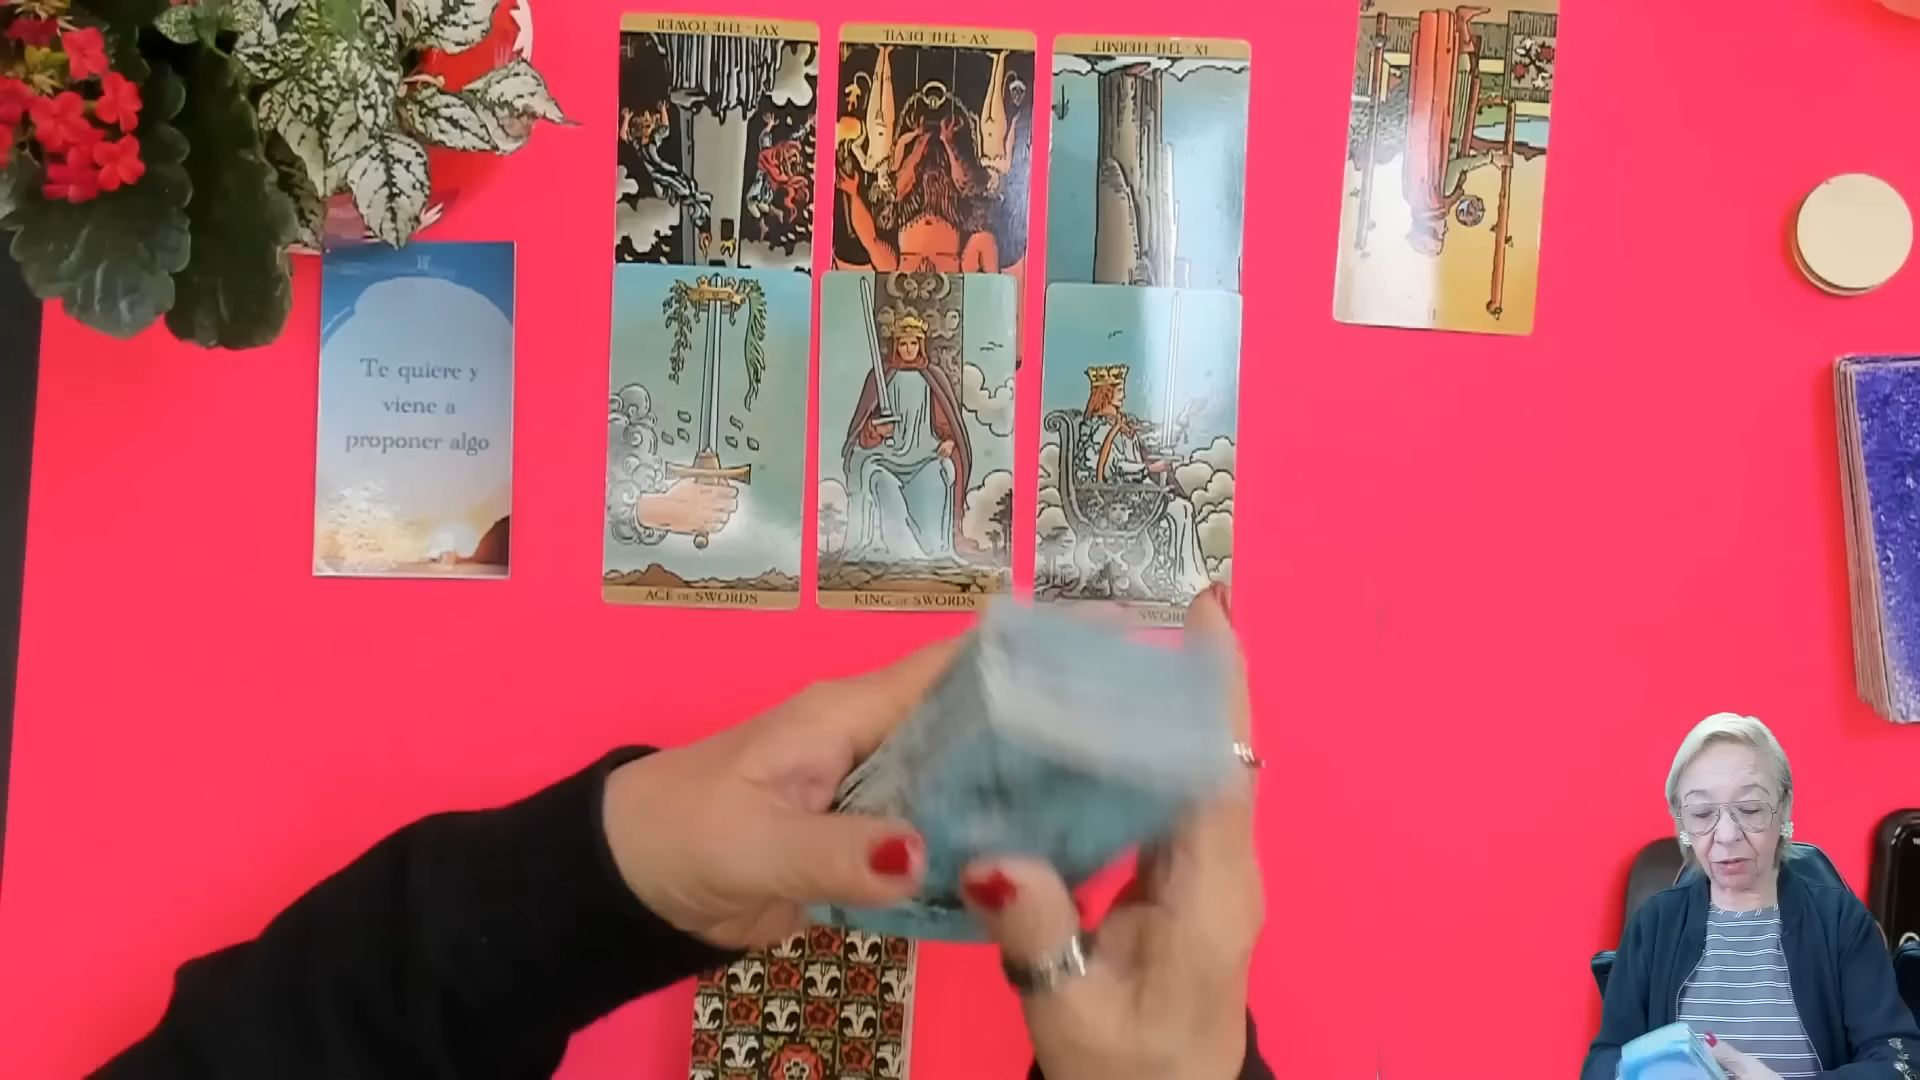 XVI · THE TOWER
XV · THE DEVIL
IX · THE HERMIT
IV
Te quiere y
viene a
proponer algo
ACE OF SWORDS
KING OF SWORDS